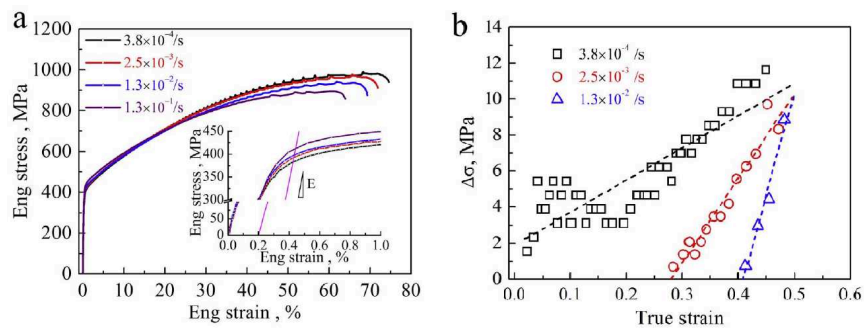 a
1200
1000
800
600
400
200
0
Eng stress , MPa
3.8×10⁻⁴/s
2.5×10⁻³/s
1.3×10⁻²/s
1.3×10⁻¹/s
450
400
350
300
50
0
Eng stress, MPa
E
0.0 0.2 0.4 0.6 0.8 1.0
Eng strain, %
0 10 20 30 40 50 60 70 80
Eng strain , %
b
14
12
10
8
6
4
2
0
Δσ, MPa
3.8×10⁻⁴/s
2.5×10⁻³/s
1.3×10⁻²/s
0.0 0.1 0.2 0.3 0.4 0.5 0.6
True strain